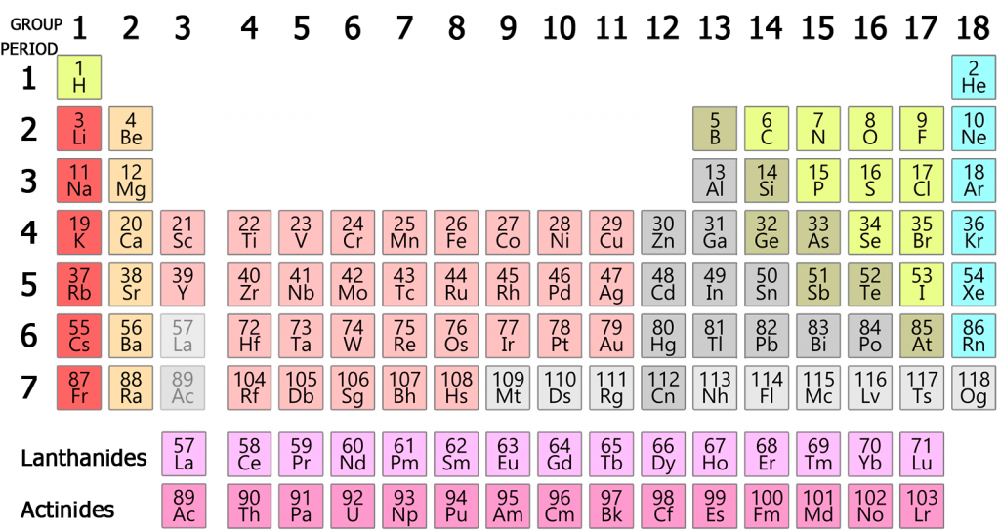 GROUP 1 2 3 4 5 6 7 8 9 10 11 12 13 14 15 16 17 18
PERIOD
1 1 2
H He
2 3 4 5 6 7 8 9 10
Li Be B C N O F Ne
3 11 12 13 14 15 16 17 18
Na Mg Al Si P S Cl Ar
4 19 20 21 22 23 24 25 26 27 28 29 30 31 32 33 34 35 36
K Ca Sc Ti V Cr Mn Fe Co Ni Cu Zn Ga Ge As Se Br Kr
5 37 38 39 40 41 42 43 44 45 46 47 48 49 50 51 52 53 54
Rb Sr Y Zr Nb Mo Tc Ru Rh Pd Ag Cd In Sn Sb Te I Xe
6 55 56 57 72 73 74 75 76 77 78 79 80 81 82 83 84 85 86
Cs Ba La Hf Ta W Re Os Ir Pt Au Hg Tl Pb Bi Po At Rn
7 87 88 89 104 105 106 107 108 109 110 111 112 113 114 115 116 117 118
Fr Ra Ac Rf Db Sg Bh Hs Mt Ds Rg Cn Nh Fl Mc Lv Ts Og
Lanthanides 57 58 59 60 61 62 63 64 65 66 67 68 69 70 71
La Ce Pr Nd Pm Sm Eu Gd Tb Dy Ho Er Tm Yb Lu
Actinides 89 90 91 92 93 94 95 96 97 98 99 100 101 102 103
Ac Th Pa U Np Pu Am Cm Bk Cf Es Fm Md No Lr